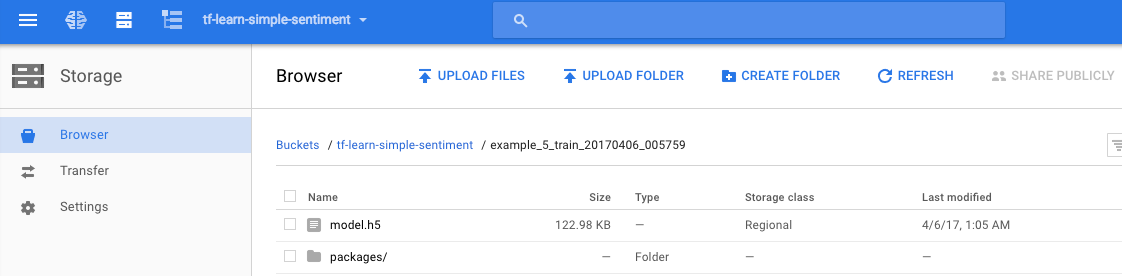 tf-learn-simple-sentiment
Storage
Browser UPLOAD FILES UPLOAD FOLDER CREATE FOLDER REFRESH SHARE PUBLICLY
Browser
Transfer
Settings
Buckets / tf-learn-simple-sentiment / example_5_train_20170406_005759
Name Size Type Storage class Last modified
model.h5 122.98 KB — Regional 4/6/17, 1:05 AM
packages/ — Folder — —